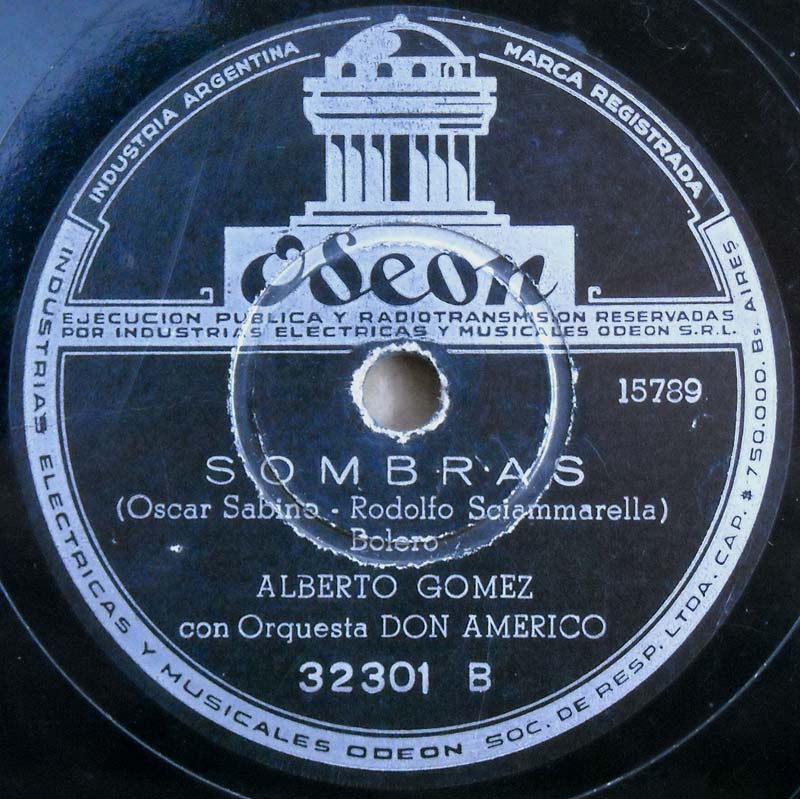 INDUSTRIA ARGENTINA
MARCA REGISTRADA
Odeon
EJECUCION PUBLICA Y RADIOTRANSMISION RESERVADAS
POR INDUSTRIAS ELECTRICAS Y MUSICALES ODEON S.R.L.
15789
SOMBRAS
(Oscar Sabino - Rodolfo Sciammarella)
Bolero
ALBERTO GOMEZ
con Orquesta DON AMERICO
32301 B
INDUSTRIAS ELECTRICAS Y MUSICALES ODEON SOC. DE RESP. LTDA. CAP. $ 750.000. Bs. AIRES